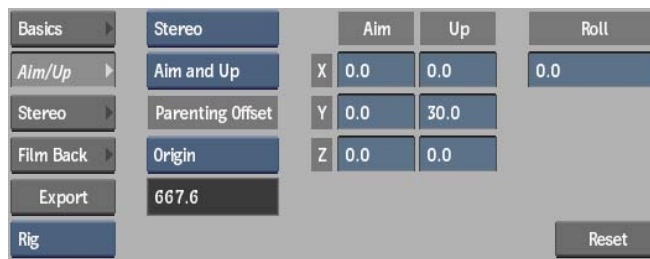 Basics Stereo Aim Up Roll
Aim/Up Aim and Up X 0.0 0.0 0.0
Stereo Parenting Offset Y 0.0 30.0
Film Back Origin Z 0.0 0.0
Export 667.6
Rig Reset